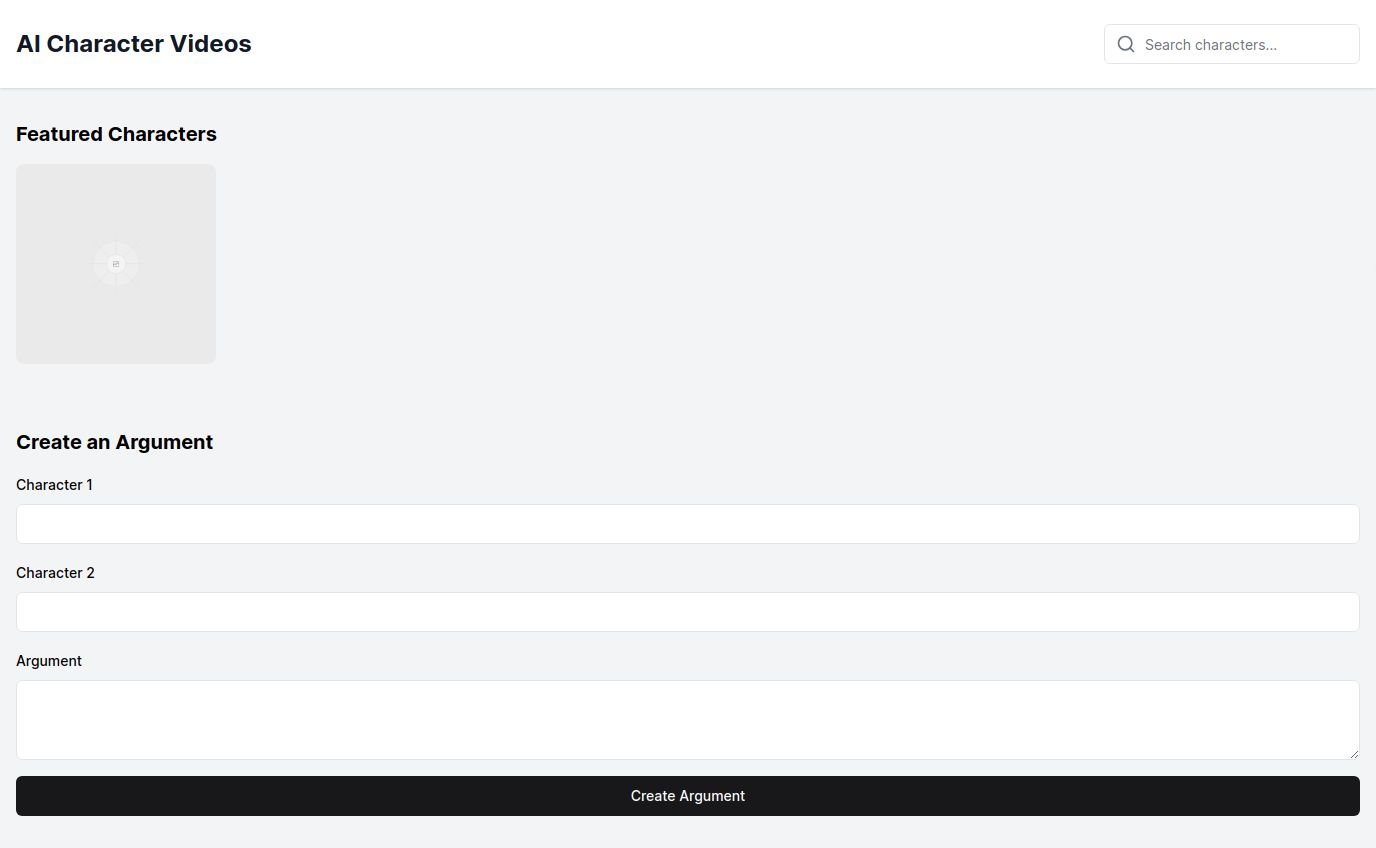 AI Character Videos
Search characters...
Featured Characters
Create an Argument
Character 1
Character 2
Argument
Create Argument